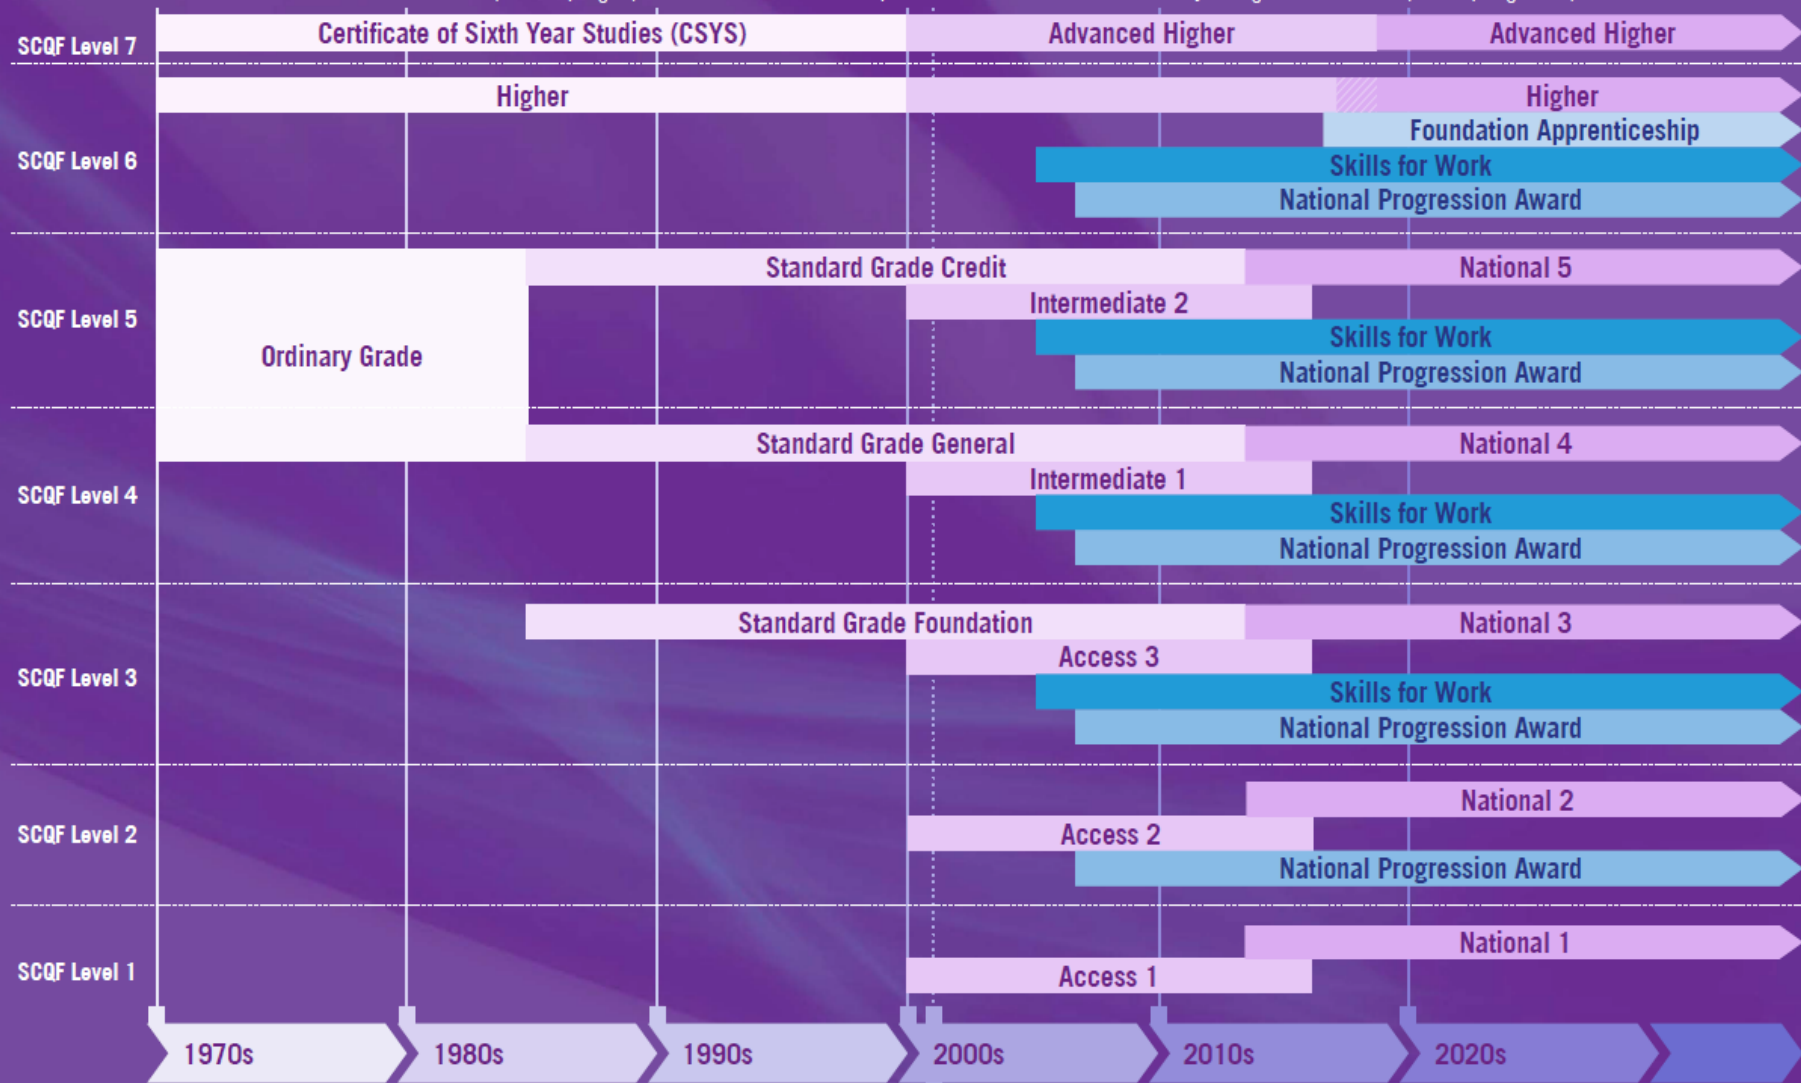 SCQF Level 7
Certificate of Sixth Year Studies (CSYS)
Advanced Higher
Advanced Higher
SCQF Level 6
Higher
Higher
Foundation Apprenticeship
Skills for Work
National Progression Award
SCQF Level 5
Ordinary Grade
Standard Grade Credit
National 5
Intermediate 2
Skills for Work
National Progression Award
SCQF Level 4
Standard Grade General
National 4
Intermediate 1
Skills for Work
National Progression Award
SCQF Level 3
Standard Grade Foundation
National 3
Access 3
Skills for Work
National Progression Award
SCQF Level 2
National 2
Access 2
National Progression Award
SCQF Level 1
National 1
Access 1
1970s
1980s
1990s
2000s
2010s
2020s